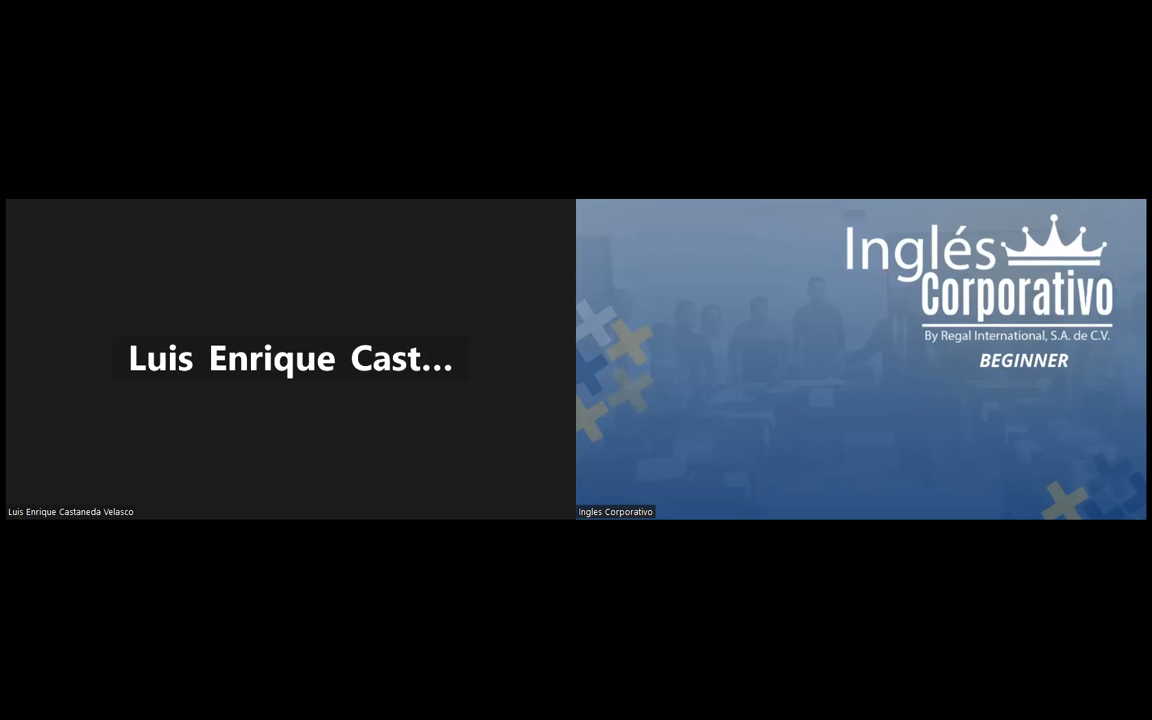 Luis Enrique Cast...
Luis Enrique Castaneda Velasco
Inglés
Corporativo
By Regal International, S.A. de C.V.
BEGINNER
Ingles Corporativo